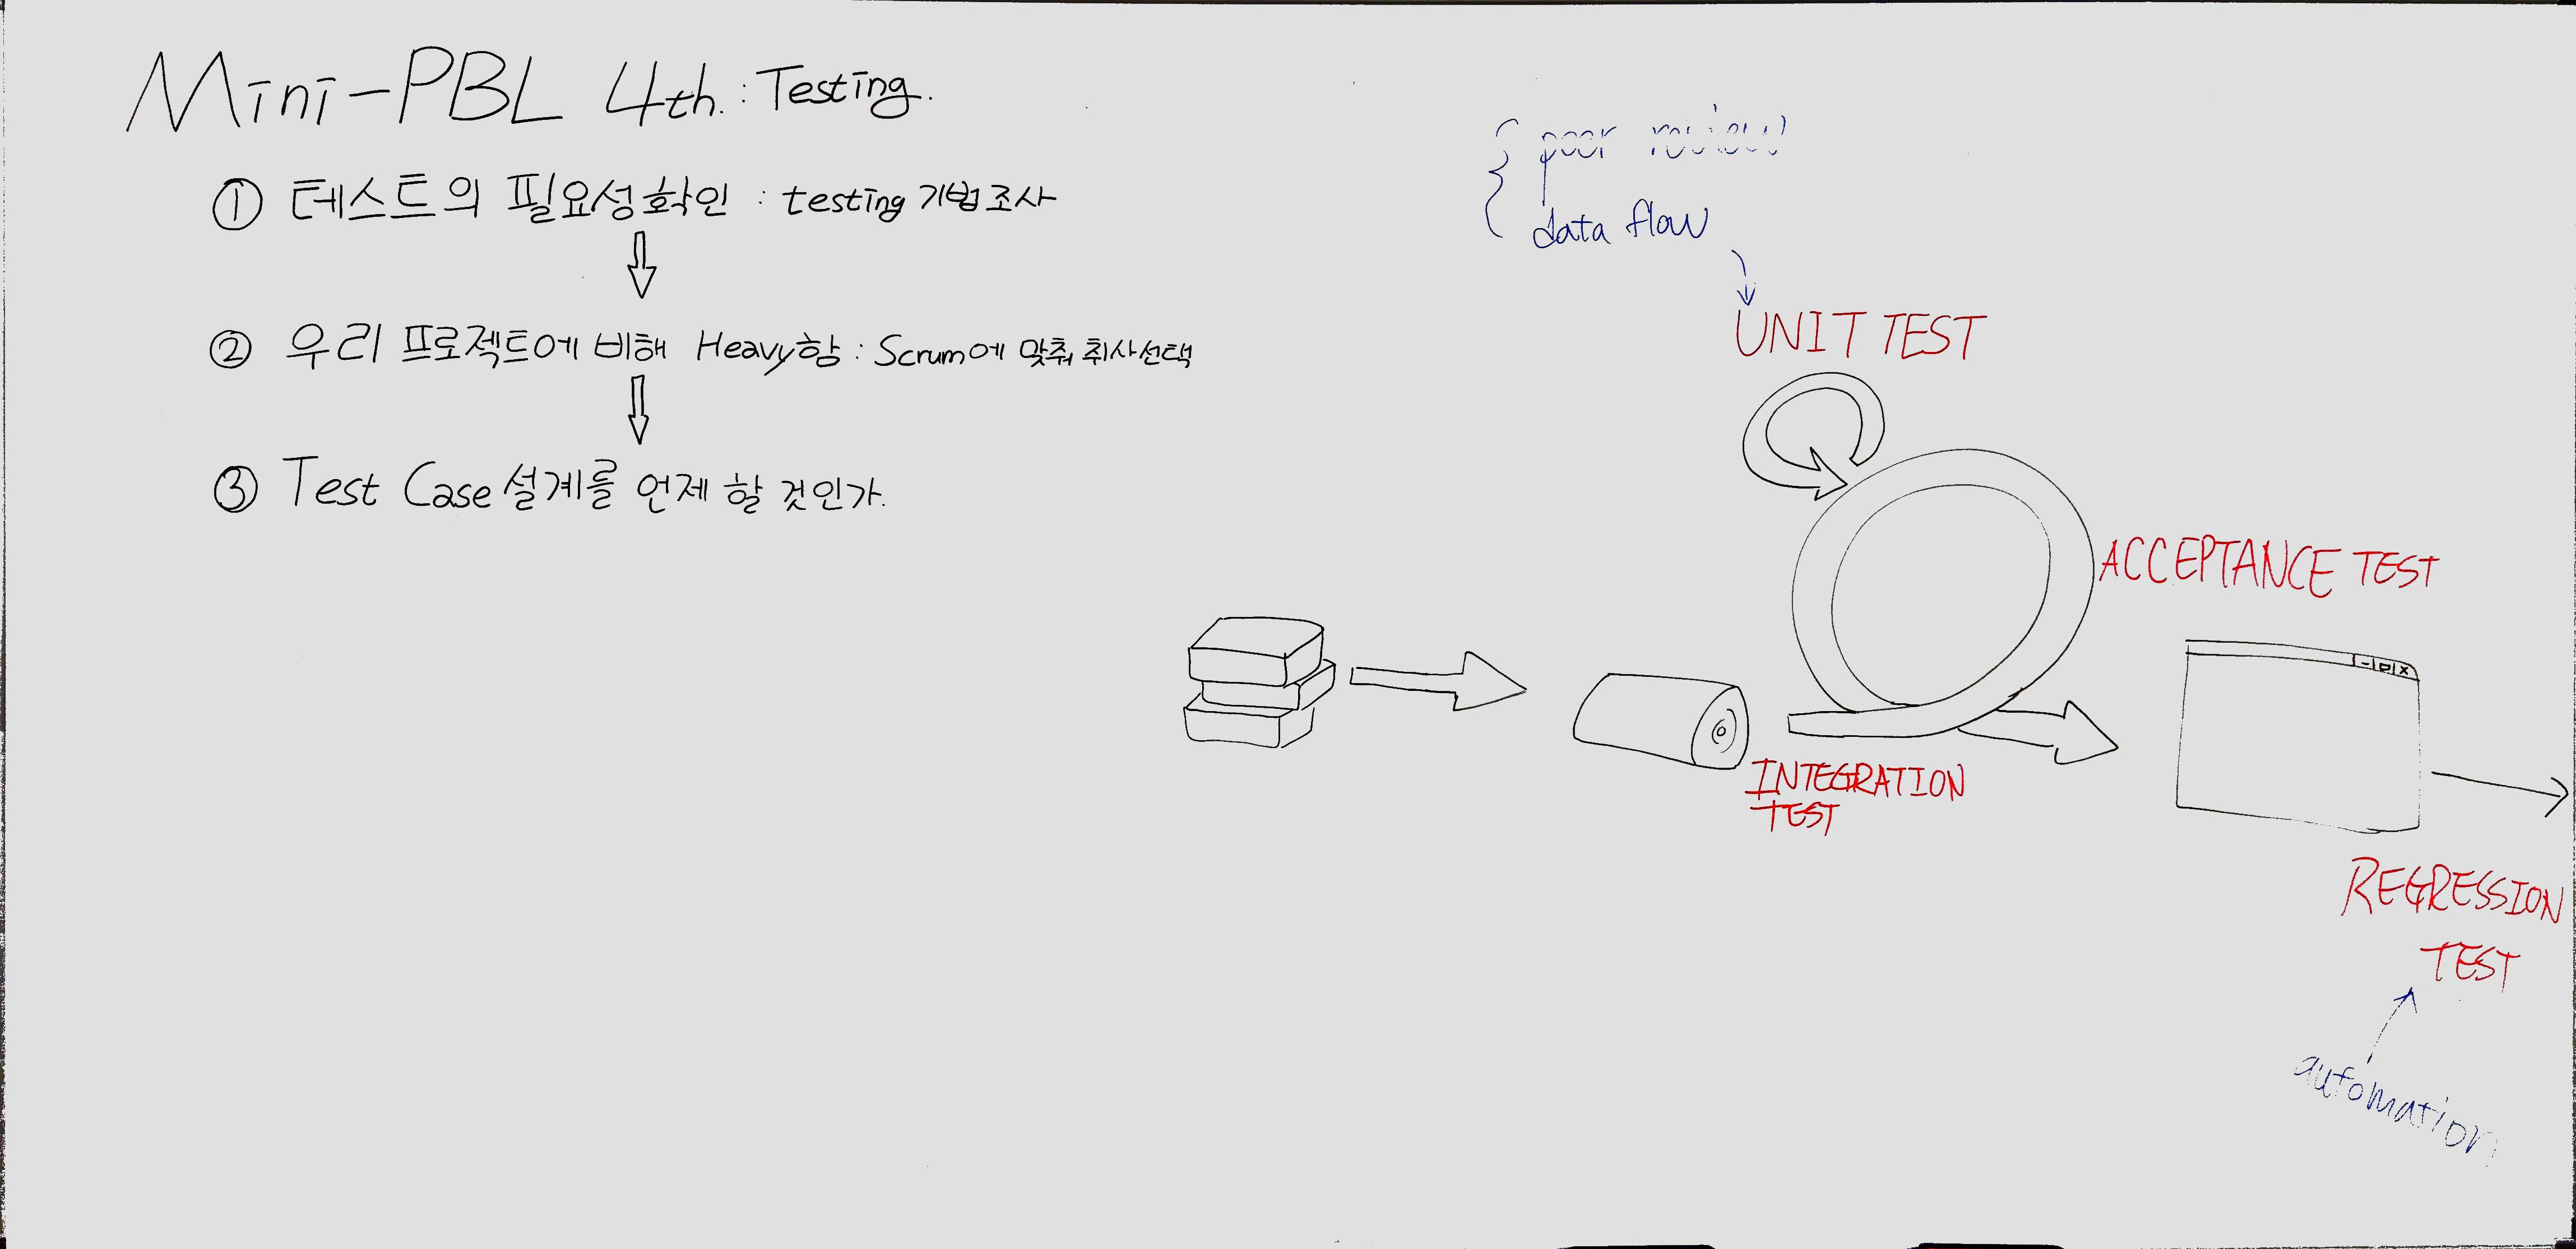 Mini-PBL 4th. : Testing.
① 테스트의 필요성확인 : testing 기법조사
② 우리 프로젝트에 비해 Heavy함 : Scrum에 맞춰 취사선택
③ Test Case 설계를 언제 할 것인가.
peer review
data flow
UNIT TEST
ACCEPTANCE TEST
INTEGRATION
TEST
REGRESSION
TEST
automation